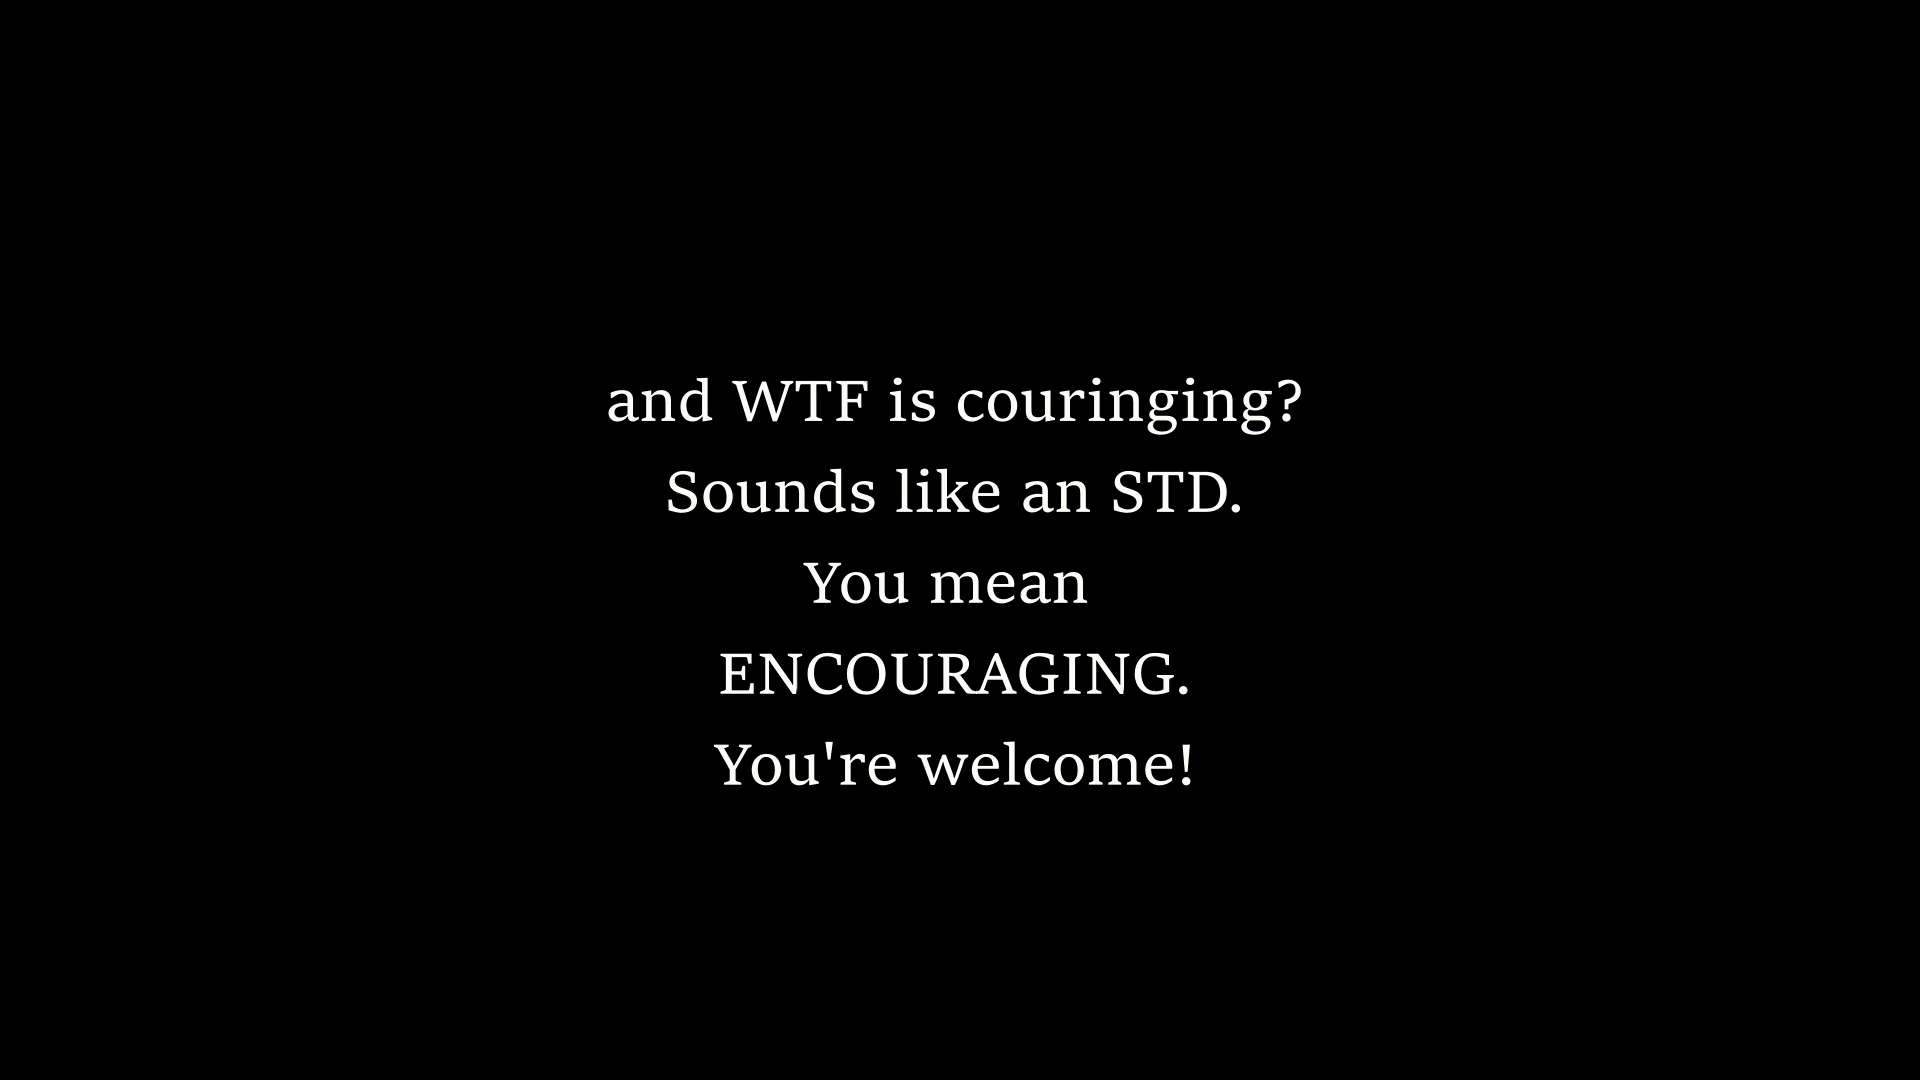 and WTF is couringing?
Sounds like an STD.
You mean
ENCOURAGING.
You're welcome!